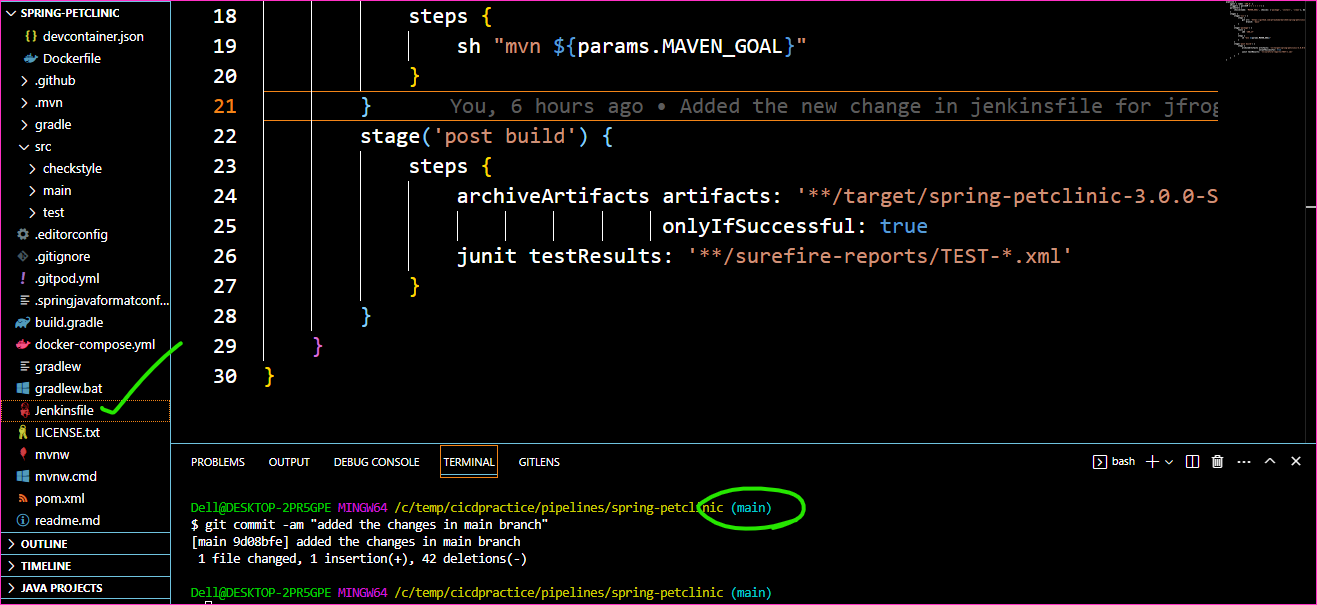 SPRING-PETCLINIC
{} devcontainer.json
Dockerfile
.github
.mvn
gradle
src
checkstyle
main
test
.editorconfig
.gitignore
! .gitpod.yml
.springjavaformatconf...
build.gradle
docker-compose.yml
gradlew
gradlew.bat
Jenkinsfile
LICENSE.txt
mvnw
mvnw.cmd
pom.xml
readme.md
OUTLINE
TIMELINE
JAVA PROJECTS
18 steps {
19 sh "mvn ${params.MAVEN_GOAL}"
20 }
21 } You, 6 hours ago • Added the new change in jenkinsfile for jfrog
22 stage('post build') {
23 steps {
24 archiveArtifacts artifacts: '**/target/spring-petclinic-3.0.0-S
25 onlyIfSuccessful: true
26 junit testResults: '**/surefire-reports/TEST-*.xml'
27 }
28 }
29 }
30 }
PROBLEMS OUTPUT DEBUG CONSOLE TERMINAL GITLENS bash
Dell@DESKTOP-2PR5GPE MINGW64 /c/temp/cicdpractice/pipelines/spring-petclinic (main)
$ git commit -am "added the changes in main branch"
[main 9d08bfe] added the changes in main branch
1 file changed, 1 insertion(+), 42 deletions(-)
Dell@DESKTOP-2PR5GPE MINGW64 /c/temp/cicdpractice/pipelines/spring-petclinic (main)